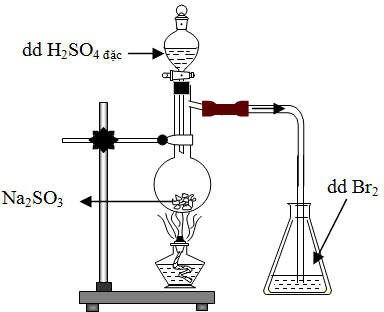 dd H₂SO₄ đặc
dd Br₂
Na₂SO₃